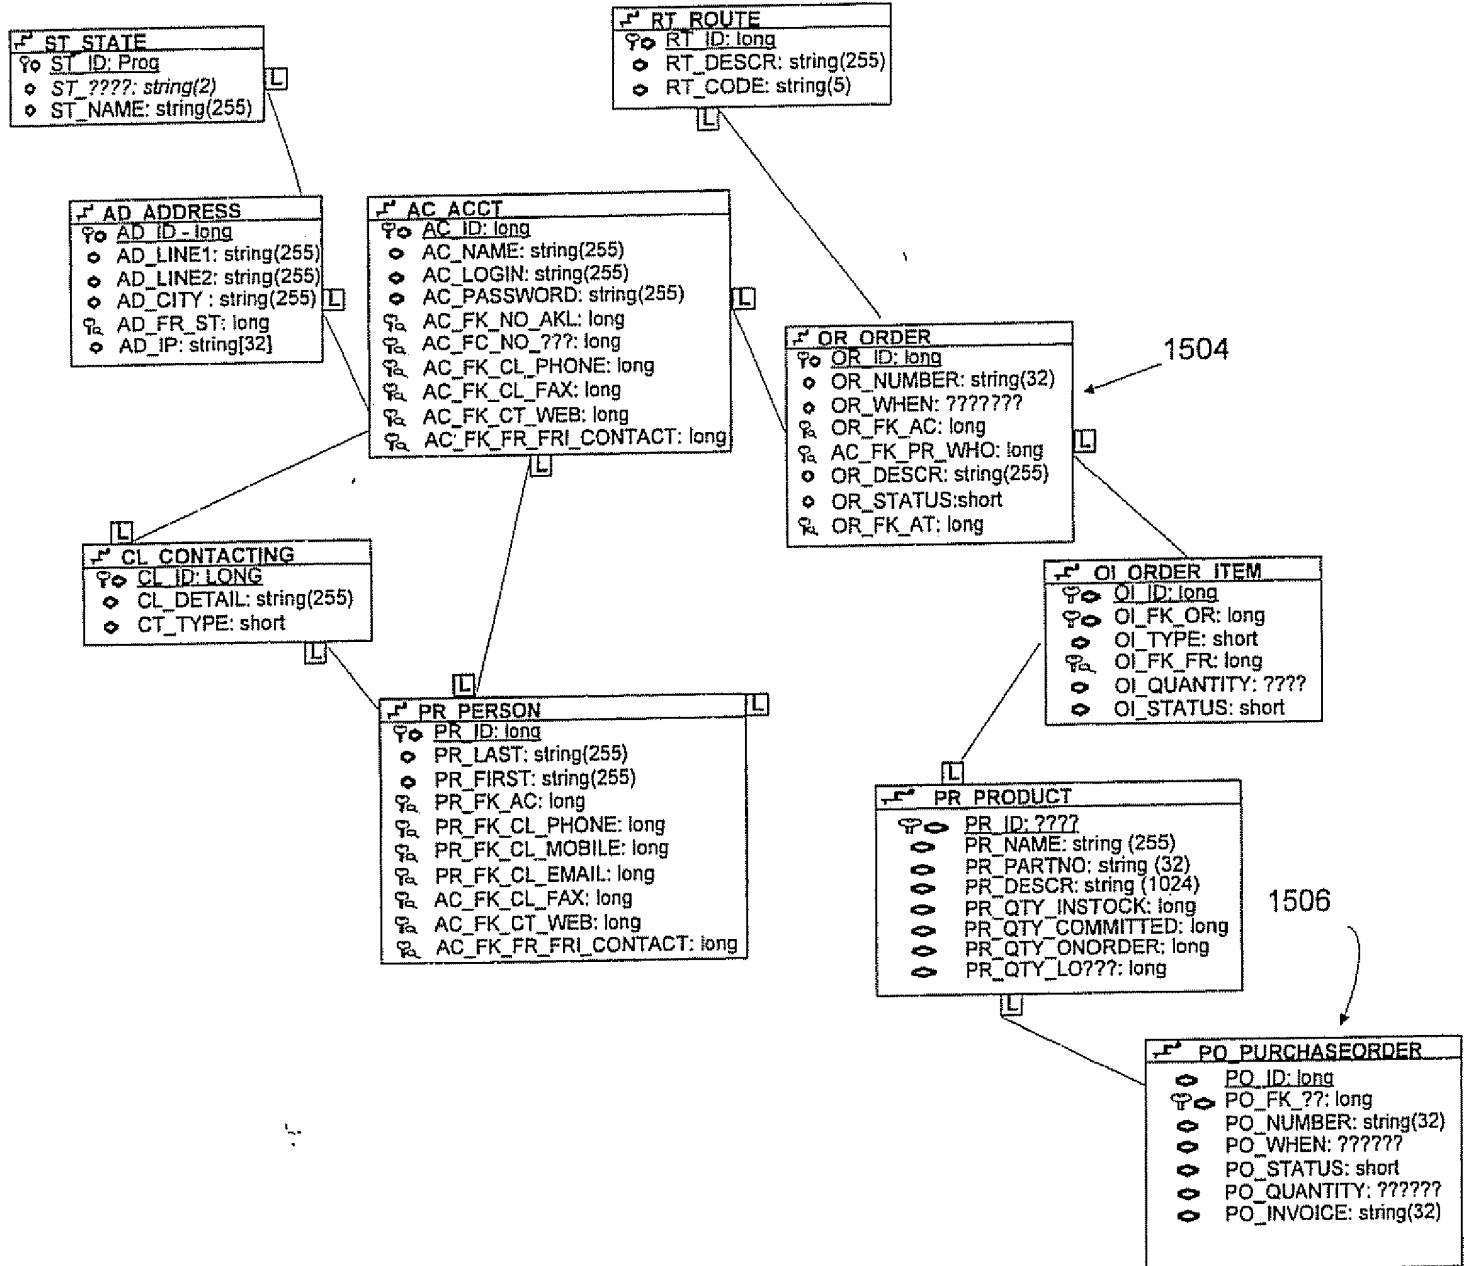 ST_STATE
ST_ID: Prog
ST_????: string(2)
ST_NAME: string(255)
L
RT_ROUTE
RT_ID: long
RT_DESCR: string(255)
RT_CODE: string(5)
L
AD_ADDRESS
AD_ID - long
AD_LINE1: string(255)
AD_LINE2: string(255)
AD_CITY : string(255)
AD_FR_ST: long
AD_IP: string[32]
L
AC_ACCT
AC_ID: long
AC_NAME: string(255)
AC_LOGIN: string(255)
AC_PASSWORD: string(255)
AC_FK_NO_AKL: long
AC_FC_NO_???: long
AC_FK_CL_PHONE: long
AC_FK_CL_FAX: long
AC_FK_CT_WEB: long
AC_FK_FR_FRI_CONTACT: long
L
L
OR_ORDER
OR_ID: long
OR_NUMBER: string(32)
OR_WHEN: ???????
OR_FK_AC: long
AC_FK_PR_WHO: long
OR_DESCR: string(255)
OR_STATUS:short
OR_FK_AT: long
L
1504
L
CL_CONTACTING
CL_ID: LONG
CL_DETAIL: string(255)
CT_TYPE: short
L
OI_ORDER_ITEM
OI_ID: long
OI_FK_OR: long
OI_TYPE: short
OI_FK_FR: long
OI_QUANTITY: ????
OI_STATUS: short
L
L
PR_PERSON
PR_ID: long
PR_LAST: string(255)
PR_FIRST: string(255)
PR_FK_AC: long
PR_FK_CL_PHONE: long
PR_FK_CL_MOBILE: long
PR_FK_CL_EMAIL: long
AC_FK_CL_FAX: long
AC_FK_CT_WEB: long
AC_FK_FR_FRI_CONTACT: long
L
PR_PRODUCT
PR_ID: ????
PR_NAME: string (255)
PR_PARTNO: string (32)
PR_DESCR: string (1024)
PR_QTY_INSTOCK: long
PR_QTY_COMMITTED: long
PR_QTY_ONORDER: long
PR_QTY_LO???: long
L
1506
PO_PURCHASEORDER
PO_ID: long
PO_FK_??: long
PO_NUMBER: string(32)
PO_WHEN: ??????
PO_STATUS: short
PO_QUANTITY: ??????
PO_INVOICE: string(32)